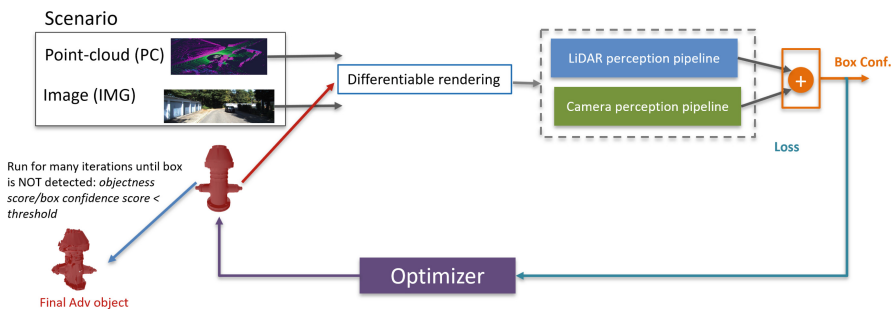 Scenario
Point-cloud (PC)
Image (IMG)
Differentiable rendering
LiDAR perception pipeline
Camera perception pipeline
+
Box Conf.
Loss
Run for many iterations until box
is NOT detected: objectness
score/box confidence score <
threshold
Optimizer
Final Adv object